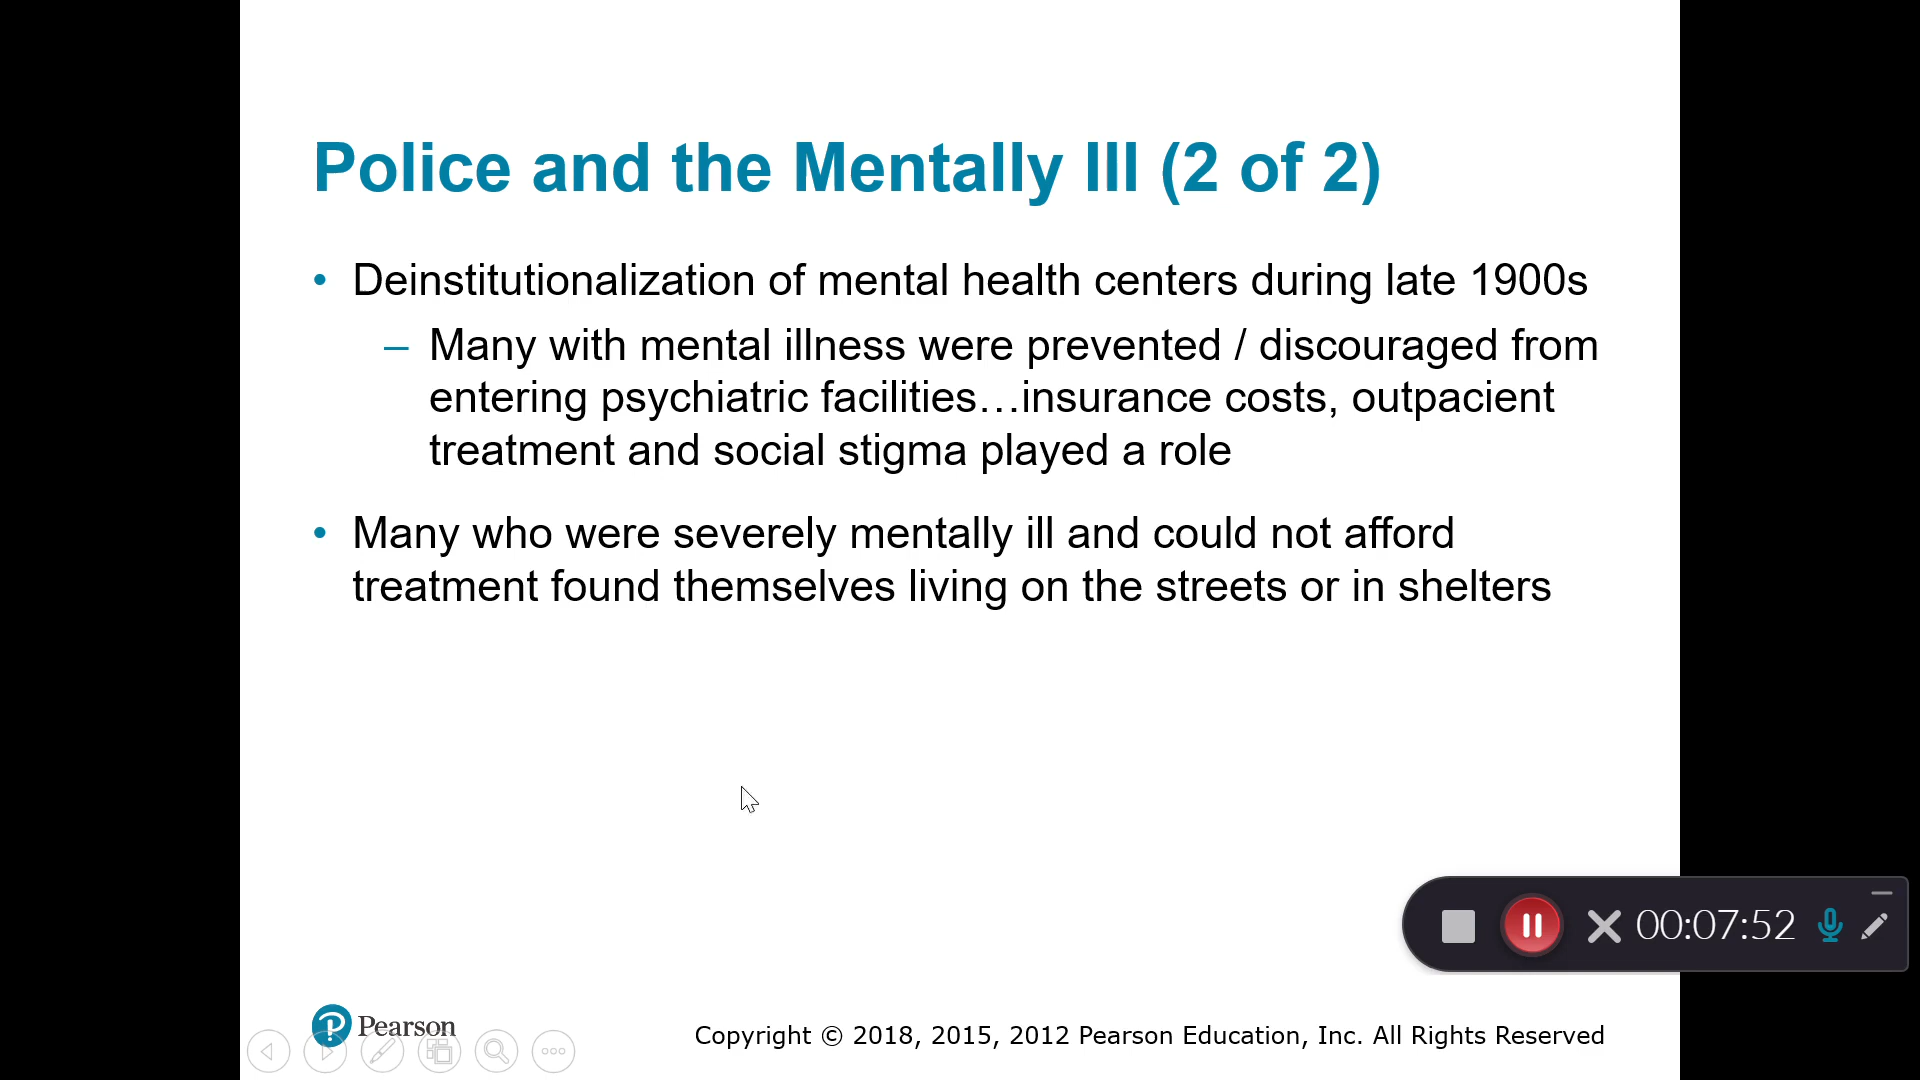 Police and the Mentally Ill (2 of 2)
• Deinstitutionalization of mental health centers during late 1900s
– Many with mental illness were prevented / discouraged from
entering psychiatric facilities…insurance costs, outpacient
treatment and social stigma played a role
• Many who were severely mentally ill and could not afford
treatment found themselves living on the streets or in shelters
00:07:52
Pearson
Copyright © 2018, 2015, 2012 Pearson Education, Inc. All Rights Reserved